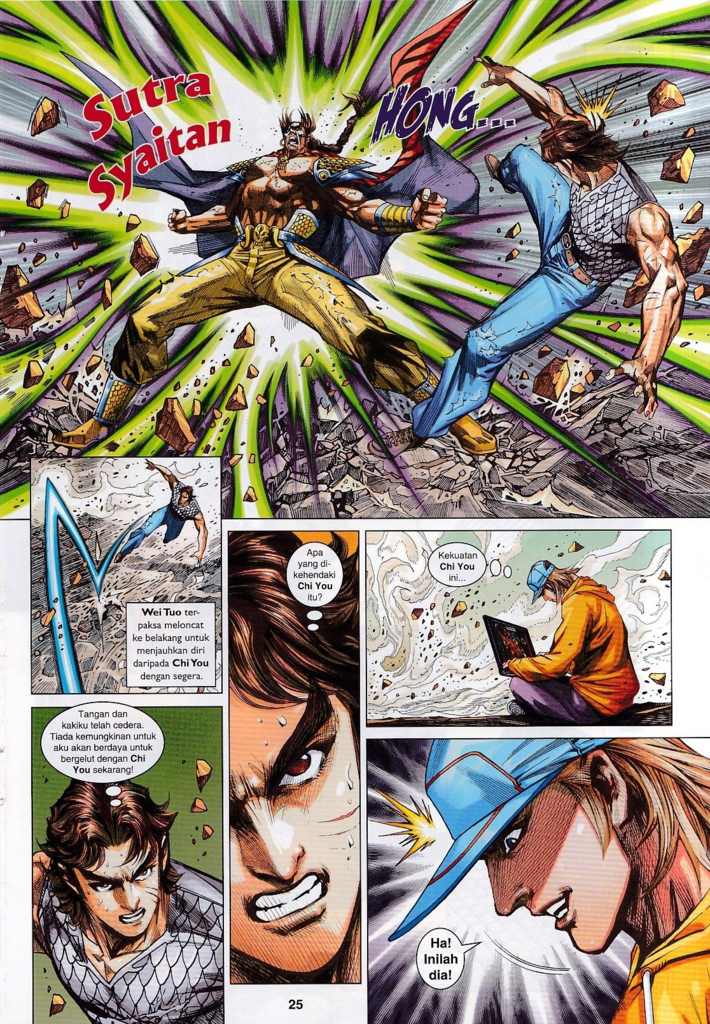 Sutra
Syaitan
HONG....
Wei Tuo ter-
paksa meloncat
ke belakang untuk
menjauhkan diri
daripada Chi You
dengan segera.
Apa
yang di-
kehendaki
Chi You
itu?
Kekuatan
Chi You
ini...
Tangan dan
kakiku telah cedera.
Tiada kemungkinan untuk
aku akan berdaya untuk
bergelut dengan Chi
You sekarang!
Ha!
Inilah
dia!
25